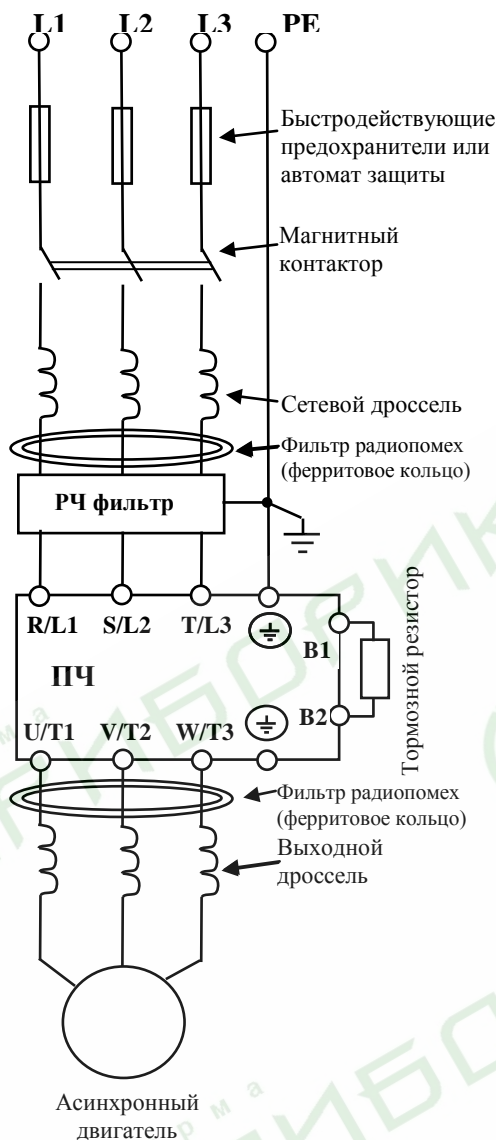 L1 L2 L3 PE
Быстродействующие
предохранители или
автомат защиты
Магнитный
контактор
Сетевой дроссель
Фильтр радиопомех
(ферритовое кольцо)
РЧ фильтр
R/L1 S/L2 T/L3
B1
ПЧ
B2
U/T1 V/T2 W/T3
Тормозной резистор
Фильтр радиопомех
(ферритовое кольцо)
Выходной
дроссель
Асинхронный
двигатель